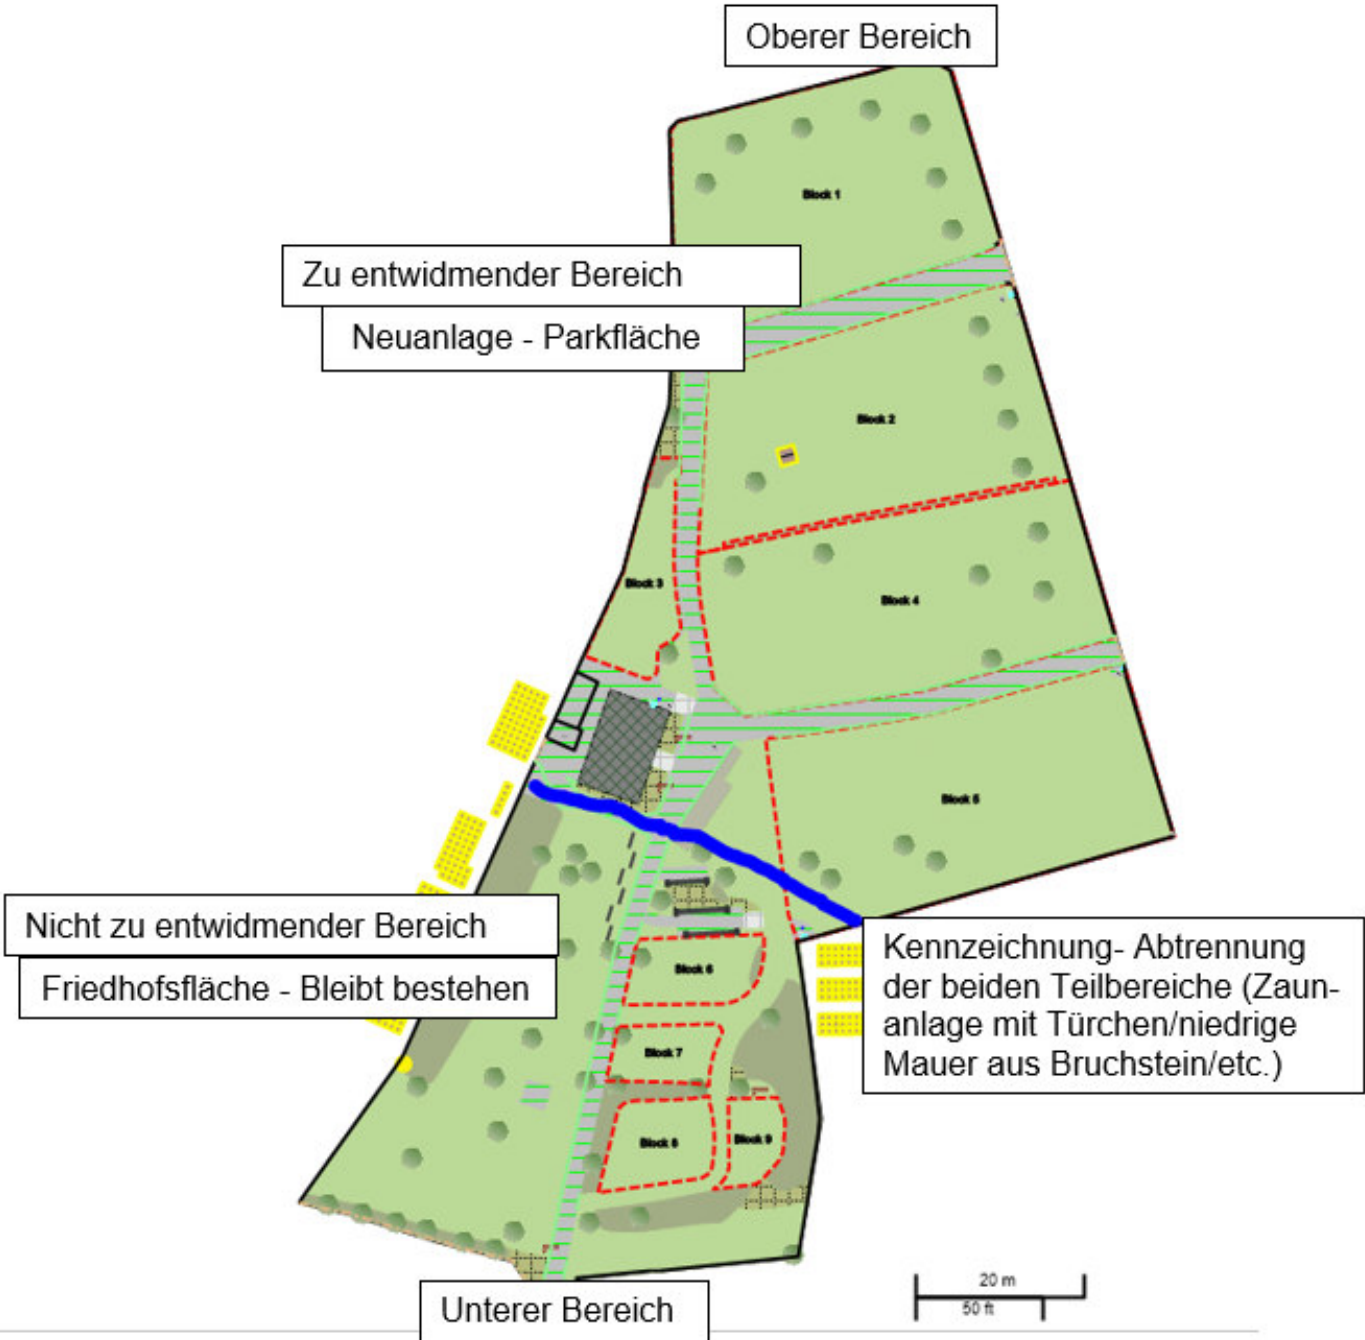 Oberer Bereich
Block 1
Zu entwidmender Bereich
Neuanlage - Parkfläche
Block 2
Block 3
Block 4
Block 5
Nicht zu entwidmender Bereich
Friedhofsfläche - Bleibt bestehen
Kennzeichnung- Abtrennung
der beiden Teilbereiche (Zaun-
anlage mit Türchen/niedrige
Mauer aus Bruchstein/etc.)
Block 6
Block 7
Block 8
Block 9
Unterer Bereich
20 m
50 ft